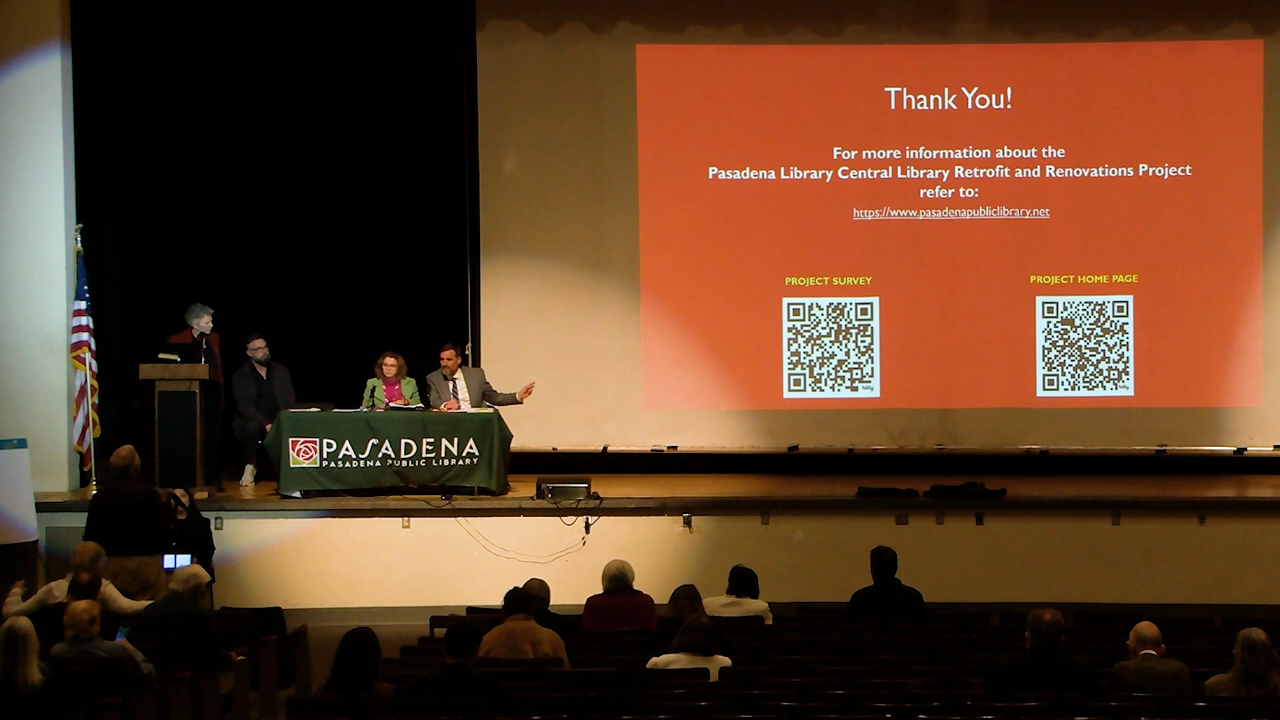 Thank You!
For more information about the
Pasadena Library Central Library Retrofit and Renovations Project
refer to:
https://www.pasadenapubliclibrary.net
PROJECT SURVEY
PROJECT HOME PAGE
PASADENA
PASADENA PUBLIC LIBRARY